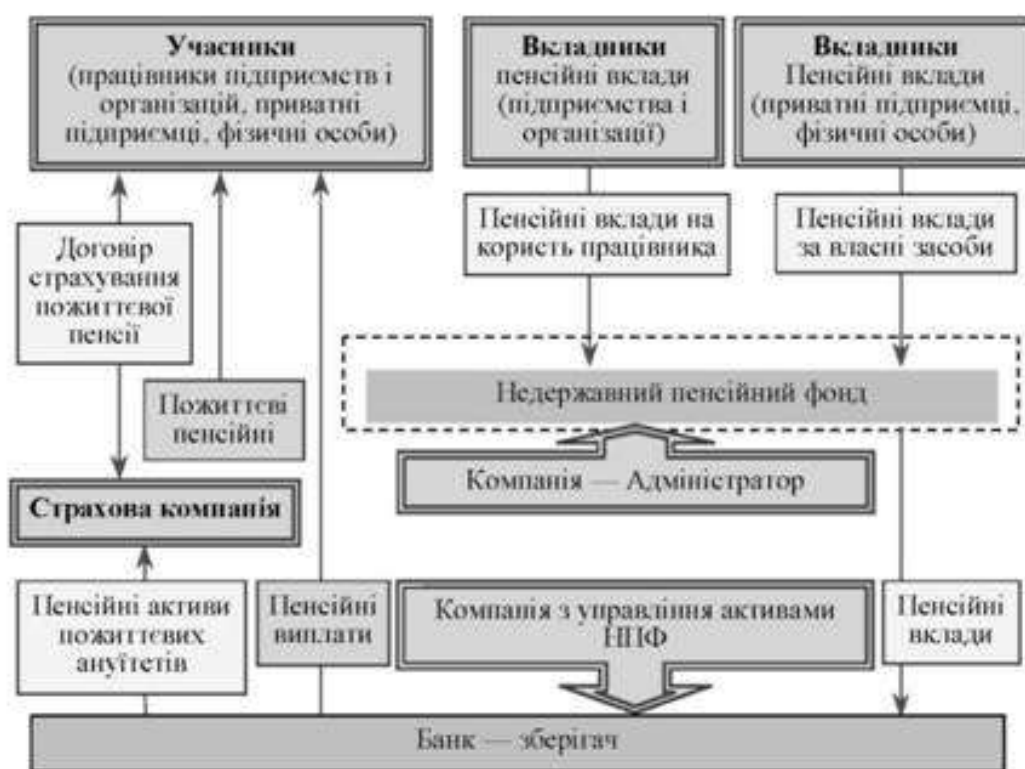 Учасники
(працівники підприємств і
організацій, приватні
підприємці, фізичні особи)
Вкладники
пенсійні вклади
(підприємства і
організації)
Вкладники
Пенсійні вклади
(приватні підприємці,
фізичні особи)
Договір
страхування
пожиттєвої
пенсії
Пенсійні вклади на
користь працівника
Пенсійні вклади
за власні засоби
Пожиттєві
пенсійні
Недержавний пенсійний фонд
Компанія — Адміністратор
Страхова компанія
Пенсійні активи
пожиттєвих
ануїтетів
Пенсійні
виплати
Компанія з управління активами
НПФ
Пенсійні
вклади
Банк — зберігач